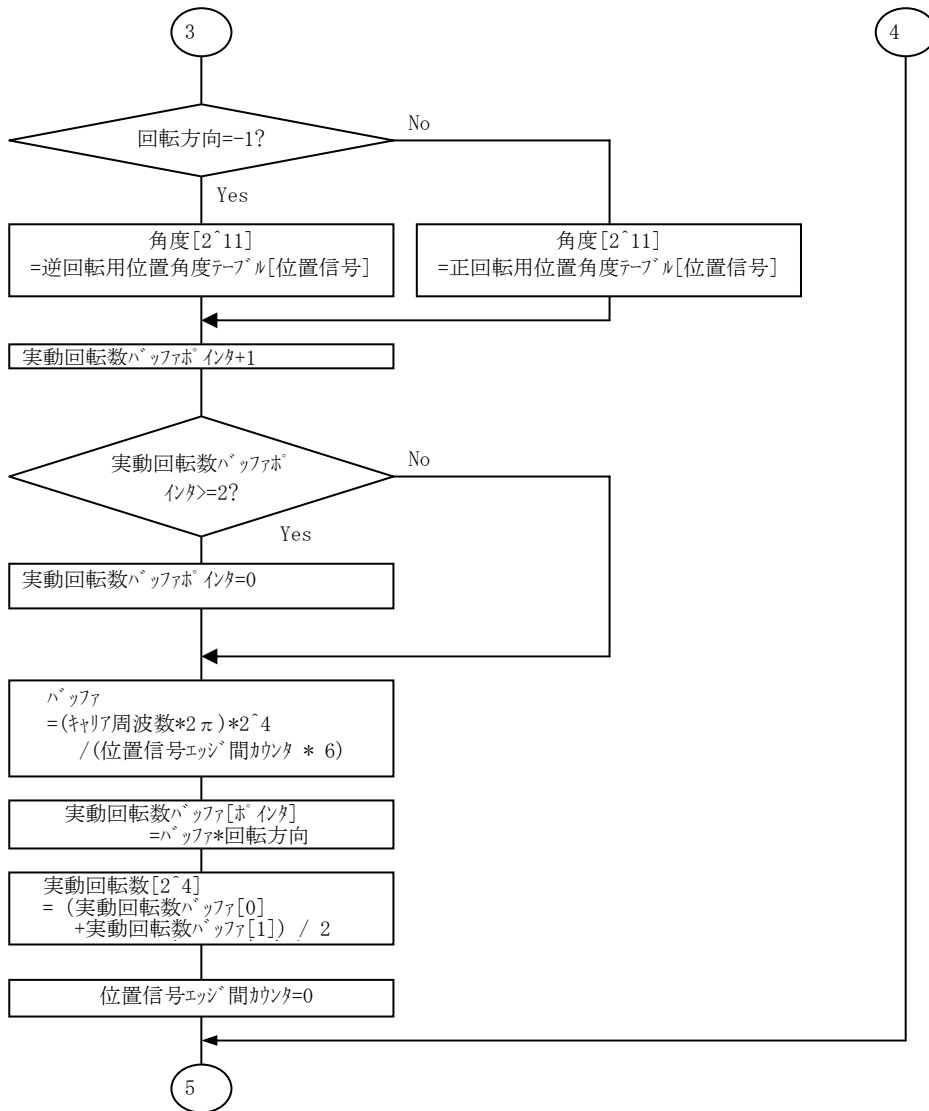 3
4
回転方向=-1?
No
Yes
角度[2^11]
=逆回転用位置角度ﾃｰﾌﾞﾙ[位置信号]
角度[2^11]
=正回転用位置角度ﾃｰﾌﾞﾙ[位置信号]
実動回転数ﾊﾞｯﾌｧﾎﾟｲﾝﾀ+1
実動回転数ﾊﾞｯﾌｧﾎﾟ
ｲﾝﾀ>=2?
No
Yes
実動回転数ﾊﾞｯﾌｧﾎﾟｲﾝﾀ=0
ﾊﾞｯﾌｧ
=(ｷｬﾘｱ周波数*2π)*2^4
/(位置信号ｴｯｼﾞ間ｶｳﾝﾀ * 6)
実動回転数ﾊﾞｯﾌｧ[ﾎﾟｲﾝﾀ]
=ﾊﾞｯﾌｧ*回転方向
実動回転数[2^4]
= (実動回転数ﾊﾞｯﾌｧ[0]
+実動回転数ﾊﾞｯﾌｧ[1]) / 2
位置信号ｴｯｼﾞ間ｶｳﾝﾀ=0
5